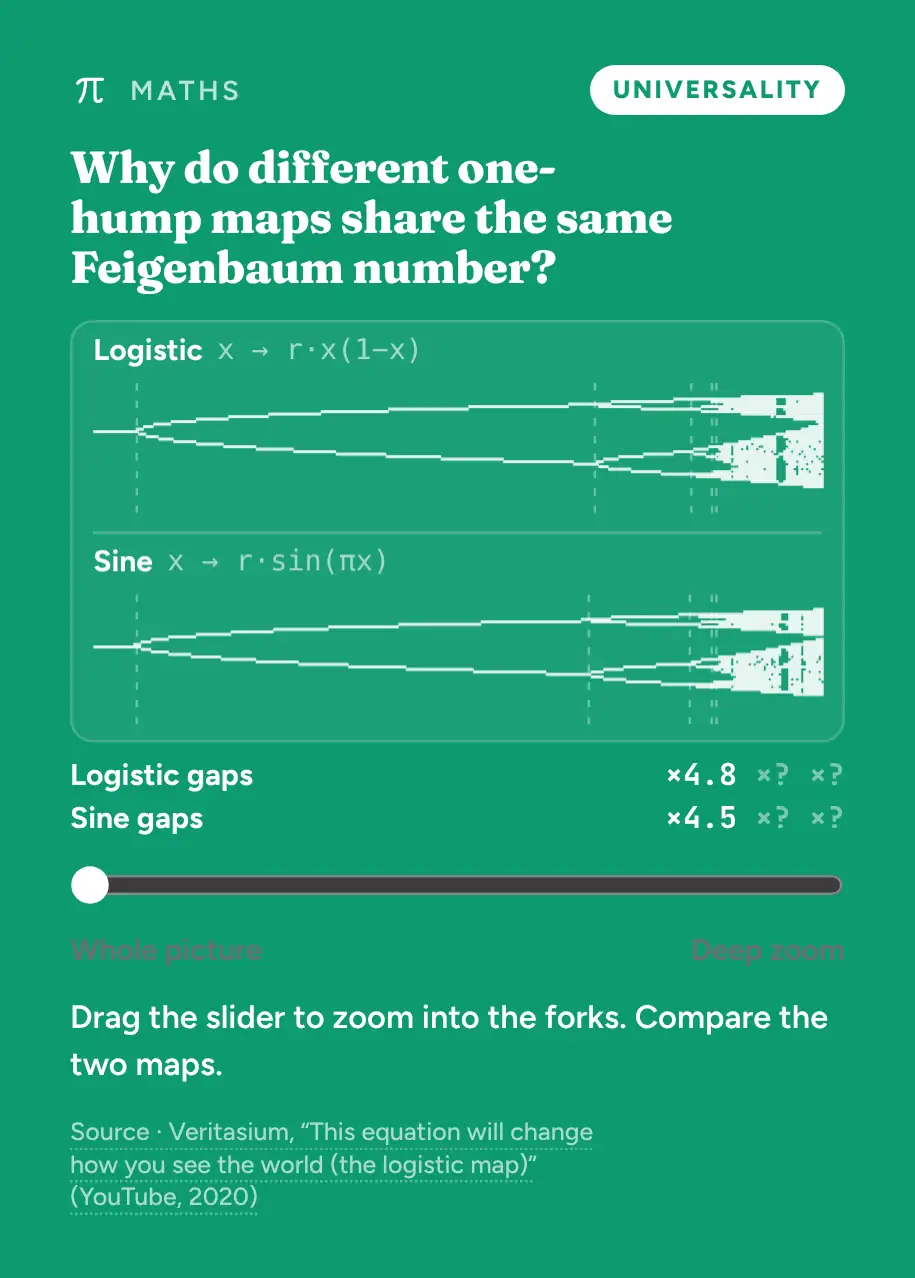 π MATHS
UNIVERSALITY
Why do different one-
hump maps share the same
Feigenbaum number?
Logistic x → r·x(1−x)
Sine x → r·sin(πx)
Logistic gaps ×4.8 ×? ×?
Sine gaps ×4.5 ×? ×?
Whole picture Deep zoom
Drag the slider to zoom into the forks. Compare the
two maps.
Source · Veritasium, “This equation will change
how you see the world (the logistic map)”
(YouTube, 2020)